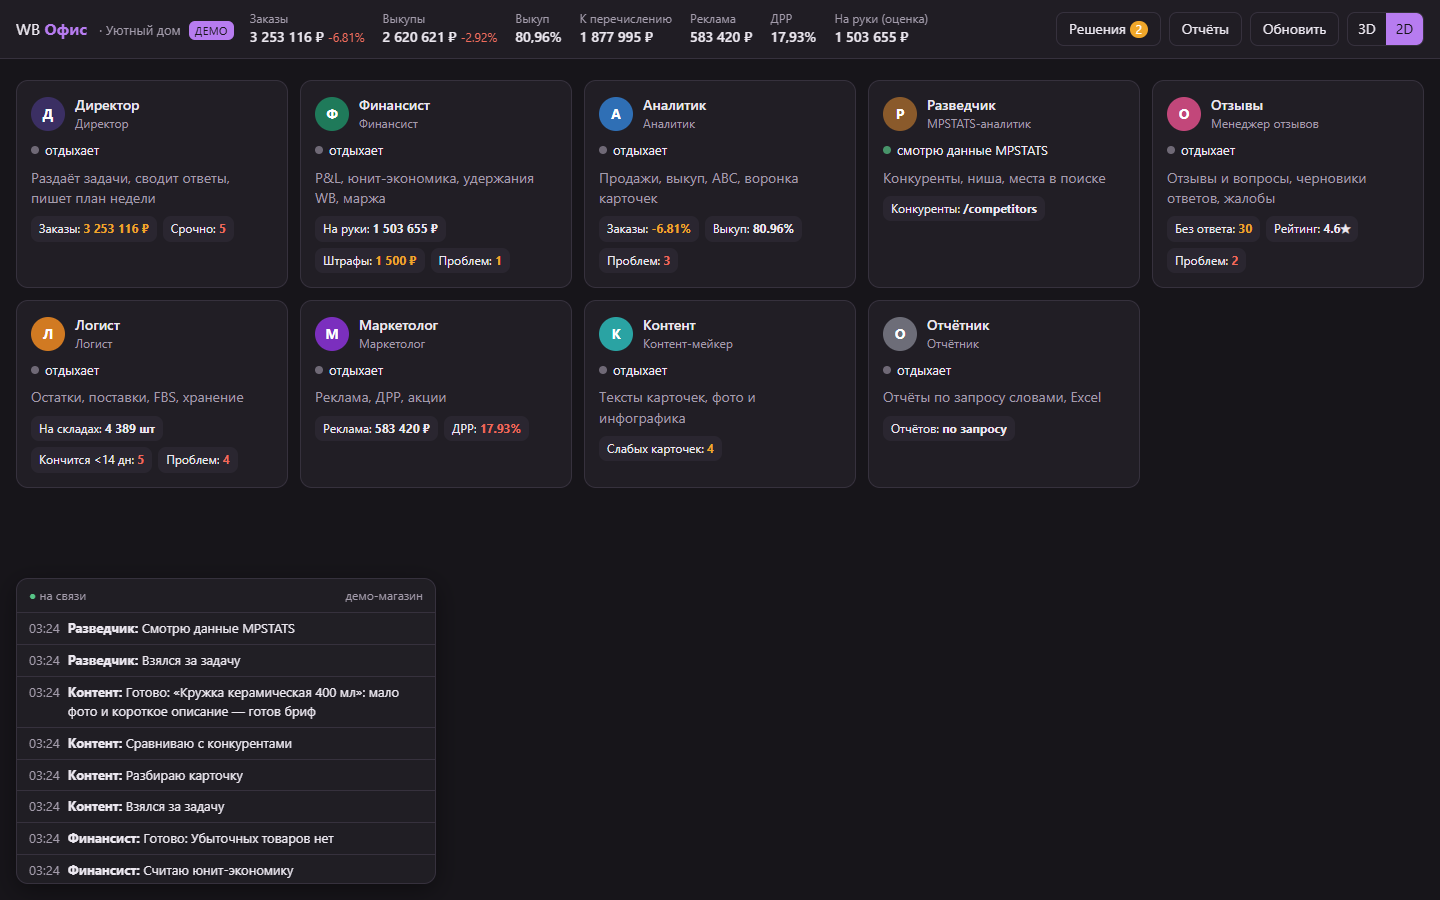 WB Офис · Уютный дом ДЕМО
Заказы
3 253 116 ₽ -6.81%
Выкупы
2 620 621 ₽ -2.92%
Выкуп
80,96%
К перечислению
1 877 995 ₽
Реклама
583 420 ₽
ДРР
17,93%
На руки (оценка)
1 503 655 ₽
Решения 2
Отчёты
Обновить
3D 2D
Д
Директор
Директор
отдыхает
Раздаёт задачи, сводит ответы,
пишет план недели
Заказы: 3 253 116 ₽ Срочно: 5
Ф
Финансист
Финансист
отдыхает
P&L, юнит-экономика, удержания
WB, маржа
На руки: 1 503 655 ₽
Штрафы: 1 500 ₽ Проблем: 1
А
Аналитик
Аналитик
отдыхает
Продажи, выкуп, ABC, воронка
карточек
Заказы: -6.81% Выкуп: 80.96%
Проблем: 3
Р
Разведчик
MPSTATS-аналитик
смотрю данные MPSTATS
Конкуренты, ниша, места в поиске
Конкуренты: /competitors
О
Отзывы
Менеджер отзывов
отдыхает
Отзывы и вопросы, черновики
ответов, жалобы
Без ответа: 30 Рейтинг: 4.6★
Проблем: 2
Л
Логист
Логист
отдыхает
Остатки, поставки, FBS, хранение
На складах: 4 389 шт
Кончится <14 дн: 5 Проблем: 4
М
Маркетолог
Маркетолог
отдыхает
Реклама, ДРР, акции
Реклама: 583 420 ₽ ДРР: 17.93%
К
Контент
Контент-мейкер
отдыхает
Тексты карточек, фото и
инфографика
Слабых карточек: 4
О
Отчётник
Отчётник
отдыхает
Отчёты по запросу словами, Excel
Отчётов: по запросу
на связи демо-магазин
03:24 Разведчик: Смотрю данные MPSTATS
03:24 Разведчик: Взялся за задачу
03:24 Контент: Готово: «Кружка керамическая 400 мл»: мало
фото и короткое описание — готов бриф
03:24 Контент: Сравниваю с конкурентами
03:24 Контент: Разбираю карточку
03:24 Контент: Взялся за задачу
03:24 Финансист: Готово: Убыточных товаров нет
03:24 Финансист: Считаю юнит-экономику